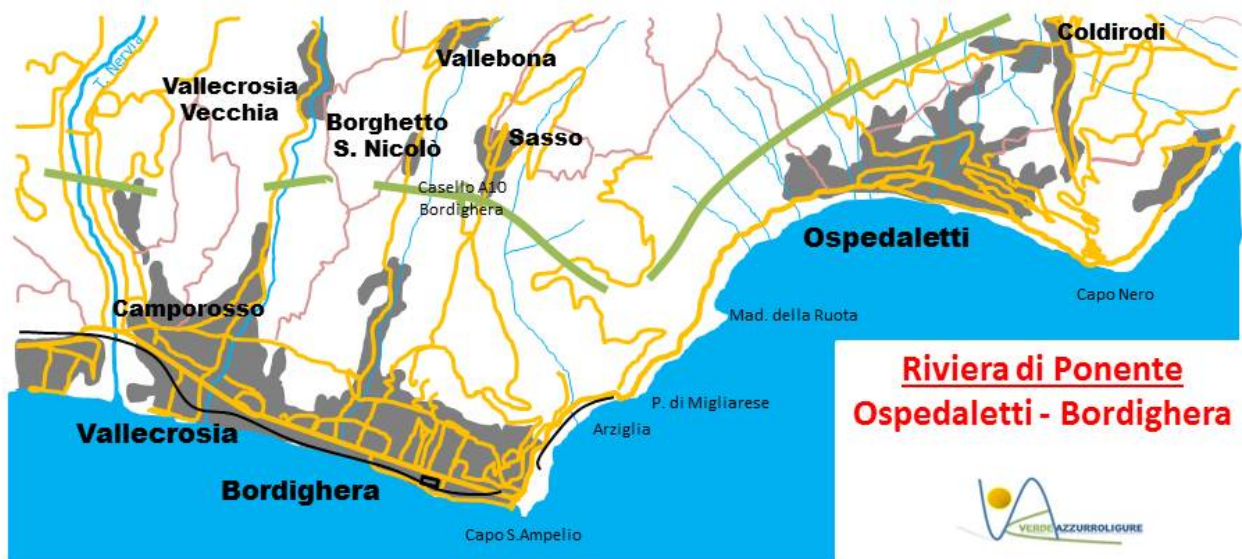 T. Nervia
Vallecrosia
Vecchia
Vallebona
Coldirodi
Borghetto
S. Nicolò
Sasso
Casello A10
Bordighera
Ospedaletti
Capo Nero
Camporosso
Mad. della Ruota
P. di Migliarese
Arziglia
Vallecrosia
Bordighera
Capo S.Ampelio
Riviera di Ponente
Ospedaletti - Bordighera
VERDEAZZURROLIGURE